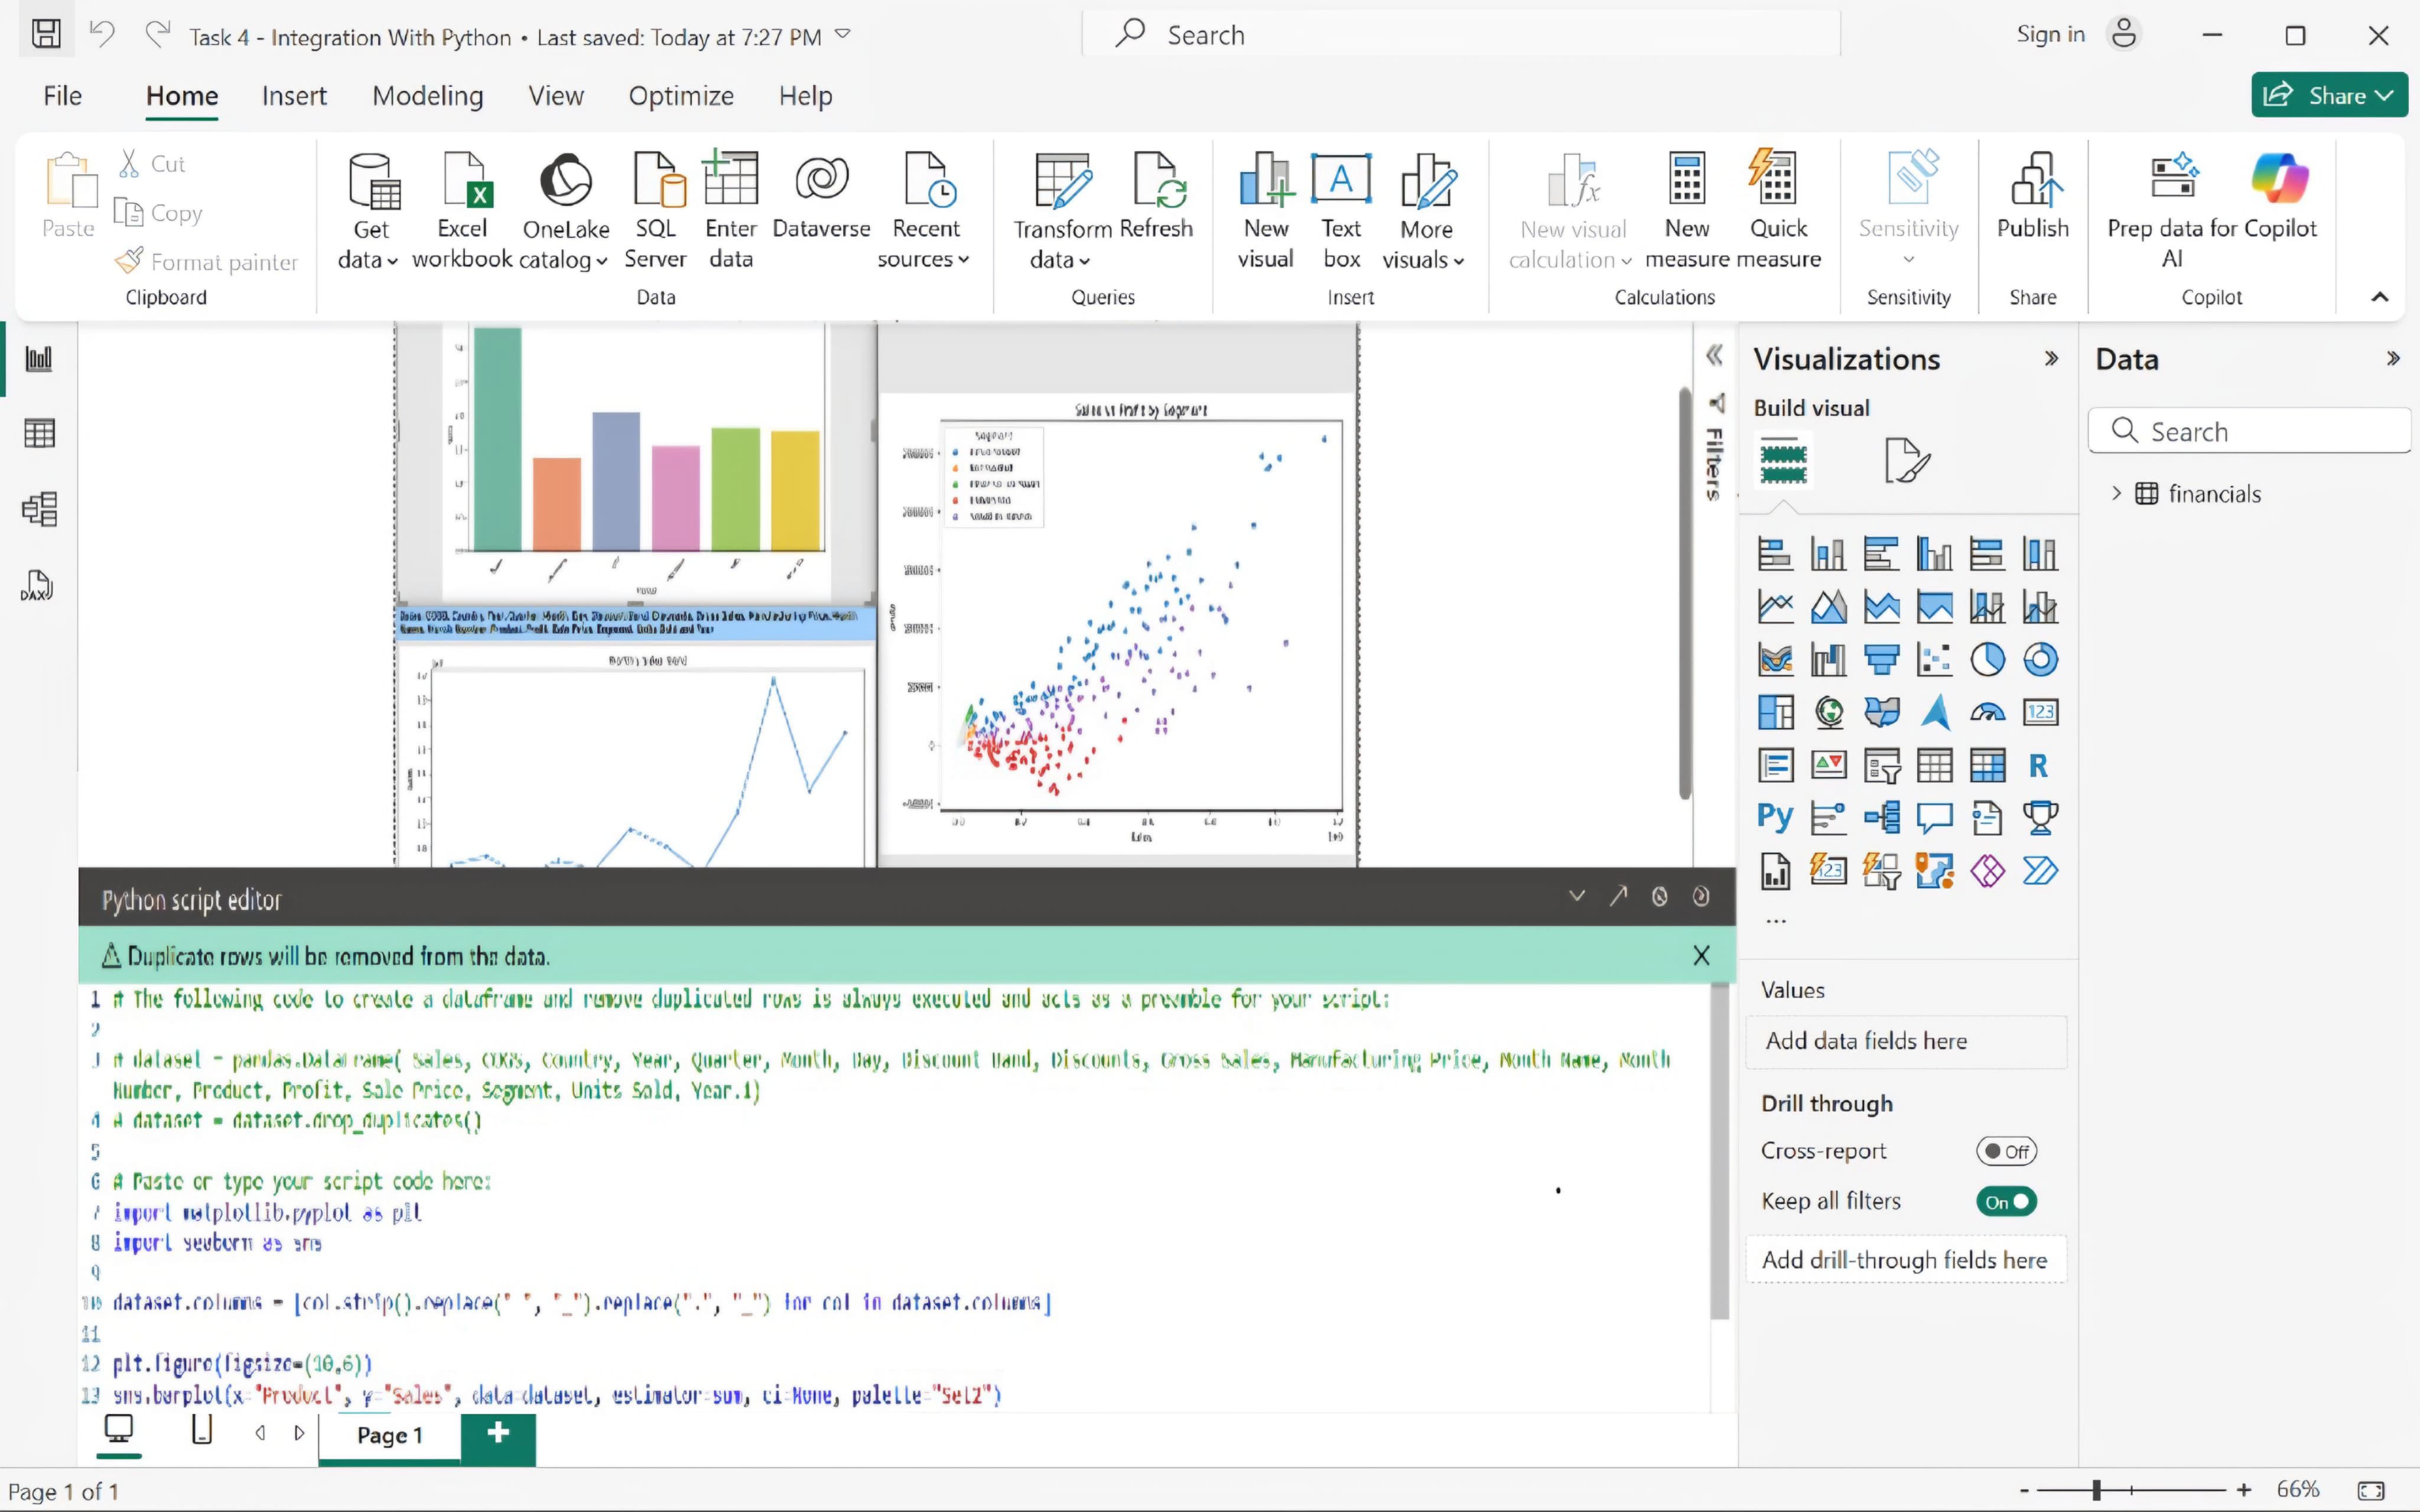 Task 4 - Integration With Python • Last saved: Today at 7:27 PM
Search
Sign in
File Home Insert Modeling View Optimize Help
Share
Paste
Cut
Copy
Format painter
Clipboard
Get data
Excel workbook
OneLake catalog
SQL Server
Enter data
Dataverse
Recent sources
Data
Transform data
Refresh
Queries
New visual
Text box
More visuals
Insert
New visual calculation
New measure
Quick measure
Calculations
Sensitivity
Sensitivity
Publish
Share
Prep data for AI
Copilot
Copilot
DAX
Sales vs Profit by Segment
Filters
Python script editor
Duplicate rows will be removed from the data.
1 # The following code to create a dataframe and remove duplicated rows is always executed and acts as a preamble for your script:
2
3 # dataset = pandas.DataFrame( Sales, COGS, Country, Year, Quarter, Month, Day, Discount Band, Discounts, Gross Sales, Manufacturing Price, Month Name, Month
Number, Product, Profit, Sale Price, Segment, Units Sold, Year.1)
4 # dataset = dataset.drop_duplicates()
5
6 # Paste or type your script code here:
7 import matplotlib.pyplot as plt
8 import seaborn as sns
9
10 dataset.columns = [col.strip().replace(" ", "_").replace(".", "_") for col in dataset.columns]
11
12 plt.figure(figsize=(10,6))
13 sns.barplot(x="Product", y="Sales", data=dataset, estimator=sum, ci=None, palette="Set2")
Page 1
Page 1 of 1
66%
Visualizations
Build visual
123
R
Py
123
...
Values
Add data fields here
Drill through
Cross-report
Off
Keep all filters
On
Add drill-through fields here
Data
Search
financials